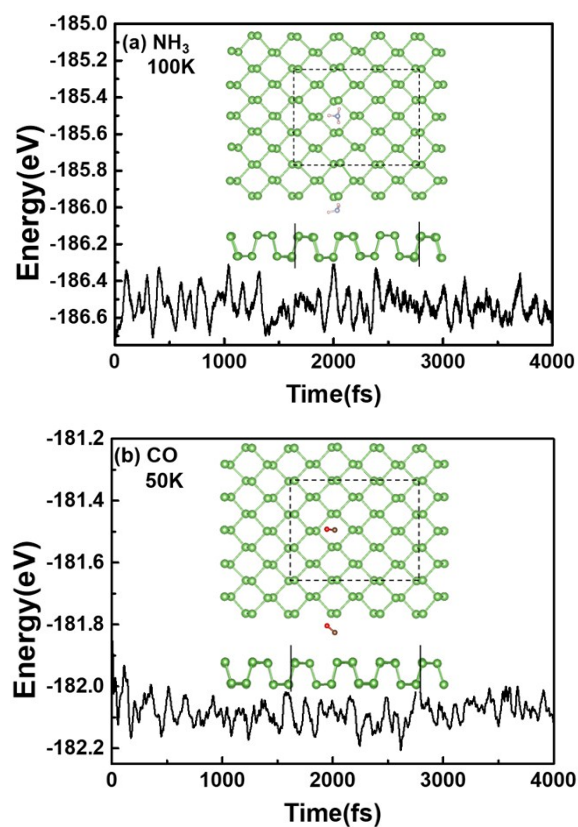 -185.0
(a) NH₃
100K
-185.2
-185.4
-185.6
-185.8
-186.0
-186.2
-186.4
-186.6
Energy(eV)
0 1000 2000 3000 4000
Time(fs)
-181.2
(b) CO
50K
-181.4
-181.6
-181.8
-182.0
-182.2
Energy(eV)
0 1000 2000 3000 4000
Time(fs)